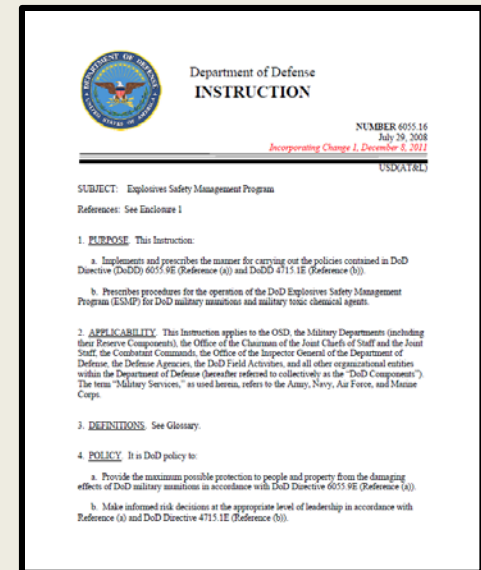 DEPARTMENT OF DEFENSE
UNITED STATES OF AMERICA
Department of Defense
INSTRUCTION
NUMBER 6055.16
July 29, 2008
Incorporating Change 1, December 8, 2011
USD(AT&L)
SUBJECT: Explosives Safety Management Program
References: See Enclosure 1
1. PURPOSE. This Instruction:
a. Implements and prescribes the manner for carrying out the policies contained in DoD
Directive (DoDD) 6055.9E (Reference (a)) and DoDD 4715.1E (Reference (b)).
b. Prescribes procedures for the operation of the DoD Explosives Safety Management
Program (ESMP) for DoD military munitions and military toxic chemical agents.
2. APPLICABILITY. This Instruction applies to the OSD, the Military Departments (including
their Reserve Components), the Office of the Chairman of the Joint Chiefs of Staff and the Joint
Staff, the Combatant Commands, the Office of the Inspector General of the Department of
Defense, the Defense Agencies, the DoD Field Activities, and all other organizational entities
within the Department of Defense (hereafter referred to collectively as the "DoD Components").
The term "Military Services," as used herein, refers to the Army, Navy, Air Force, and Marine
Corps.
3. DEFINITIONS. See Glossary.
4. POLICY. It is DoD policy to:
a. Provide the maximum possible protection to people and property from the damaging
effects of DoD military munitions in accordance with DoD Directive 6055.9E (Reference (a)).
b. Make informed risk decisions at the appropriate level of leadership in accordance with
Reference (a) and DoD Directive 4715.1E (Reference (b)).